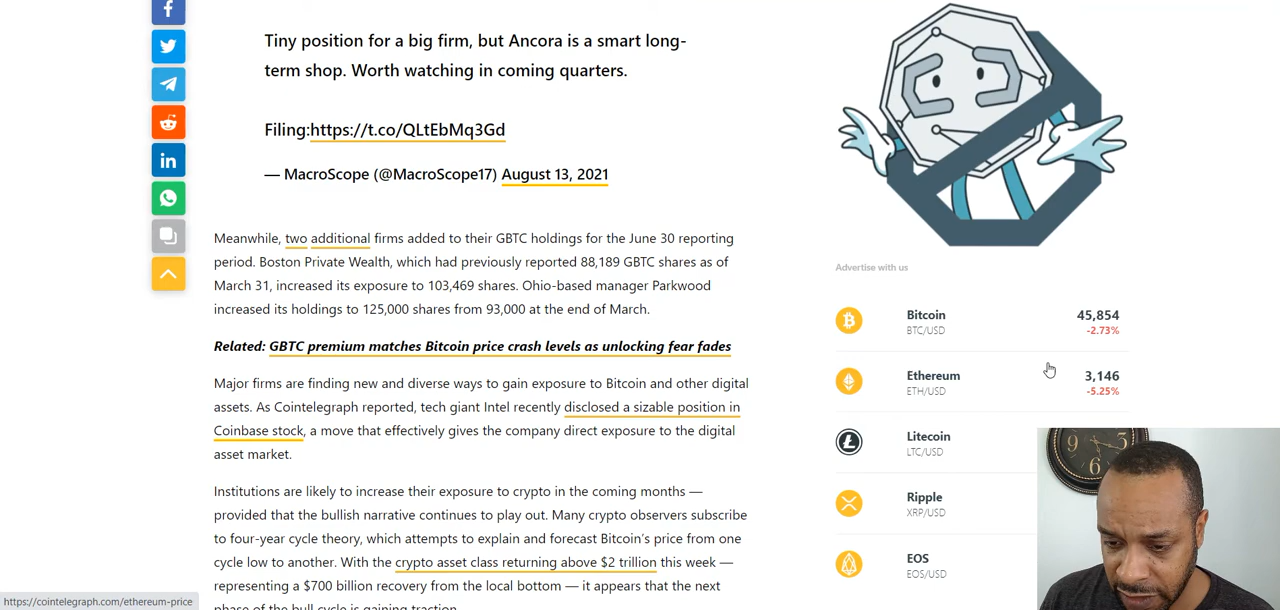 Tiny position for a big firm, but Ancora is a smart long-
term shop. Worth watching in coming quarters.
Filing:https://t.co/QLtEbMq3Gd
— MacroScope (@MacroScope17) August 13, 2021
Meanwhile, two additional firms added to their GBTC holdings for the June 30 reporting
period. Boston Private Wealth, which had previously reported 88,189 GBTC shares as of
March 31, increased its exposure to 103,469 shares. Ohio-based manager Parkwood
increased its holdings to 125,000 shares from 93,000 at the end of March.
Related: GBTC premium matches Bitcoin price crash levels as unlocking fear fades
Major firms are finding new and diverse ways to gain exposure to Bitcoin and other digital
assets. As Cointelegraph reported, tech giant Intel recently disclosed a sizable position in
Coinbase stock, a move that effectively gives the company direct exposure to the digital
asset market.
Institutions are likely to increase their exposure to crypto in the coming months —
provided that the bullish narrative continues to play out. Many crypto observers subscribe
to four-year cycle theory, which attempts to explain and forecast Bitcoin's price from one
cycle low to another. With the crypto asset class returning above $2 trillion this week —
representing a $700 billion recovery from the local bottom — it appears that the next
phase of the bull cycle is gaining traction.
https://cointelegraph.com/ethereum-price
Advertise with us
Bitcoin 45,854
BTC/USD -2.73%
Ethereum 3,146
ETH/USD -5.25%
Litecoin
LTC/USD
Ripple
XRP/USD
EOS
EOS/USD
9 3
6 5